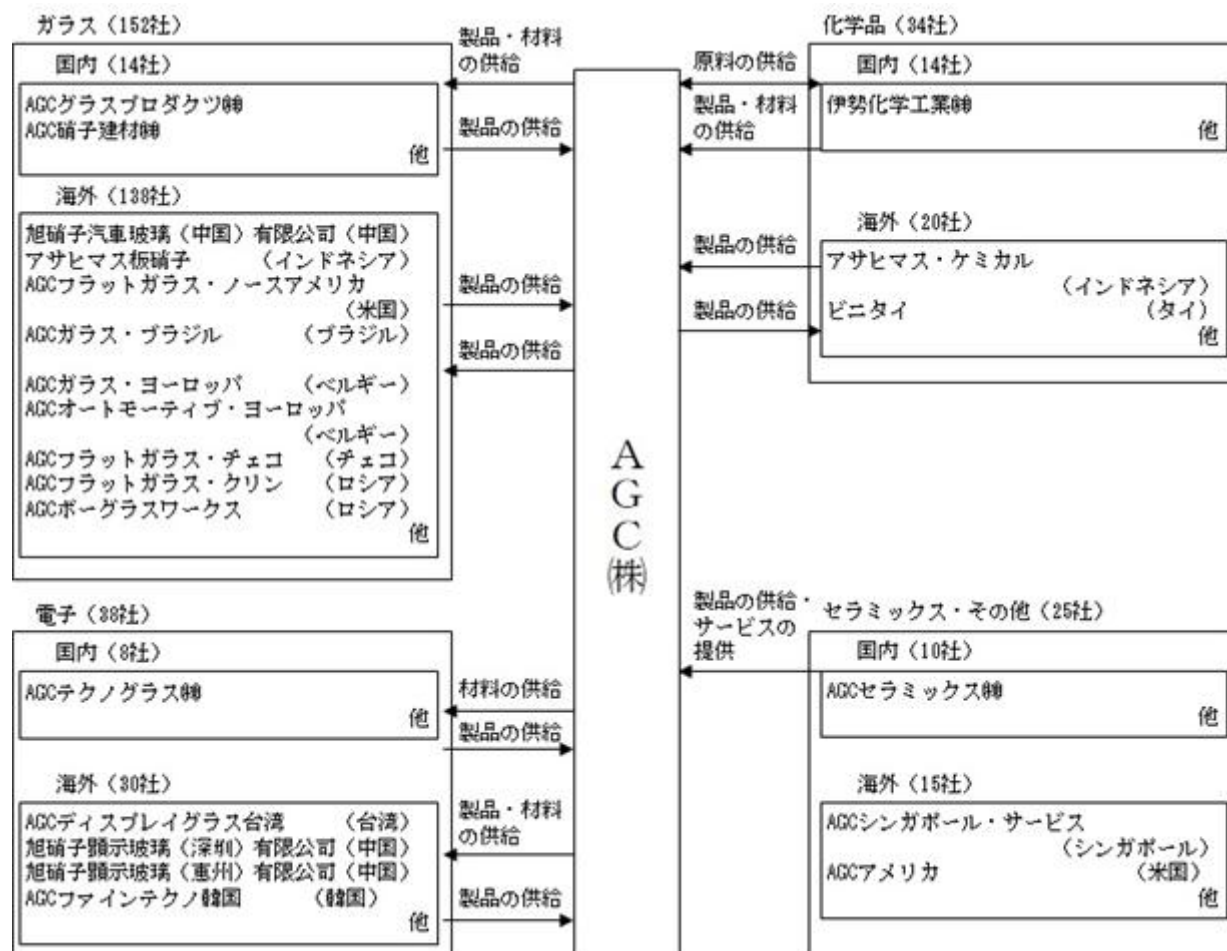 ガラス（152社）
国内（14社）
AGCグラスプロダクツ㈱
AGC硝子建材㈱
他
海外（138社）
旭硝子汽車玻璃（中国）有限公司（中国）
アサヒマス板硝子　（インドネシア）
AGCフラットガラス・ノースアメリカ
（米国）
AGCガラス・ブラジル　（ブラジル）
AGCガラス・ヨーロッパ　（ベルギー）
AGCオートモーティブ・ヨーロッパ
（ベルギー）
AGCフラットガラス・チェコ　（チェコ）
AGCフラットガラス・クリン　（ロシア）
AGCボーグラスワークス　（ロシア）
他
製品・材料
の供給
製品の供給
製品の供給
製品の供給
電子（38社）
国内（8社）
AGCテクノグラス㈱
他
海外（30社）
AGCディスプレイグラス台湾　（台湾）
旭硝子顕示玻璃（深圳）有限公司（中国）
旭硝子顕示玻璃（恵州）有限公司（中国）
AGCファインテクノ韓国　（韓国）
他
材料の供給
製品の供給
製品・材料
の供給
製品の供給
AGC㈱
化学品（34社）
国内（14社）
伊勢化学工業㈱
他
海外（20社）
アサヒマス・ケミカル
（インドネシア）
ビニタイ　（タイ）
他
原料の供給
製品・材料
の供給
製品の供給
製品の供給
セラミックス・その他（25社）
国内（10社）
AGCセラミックス㈱
他
海外（15社）
AGCシンガポール・サービス
（シンガポール）
AGCアメリカ　（米国）
他
製品の供給・
サービスの
提供